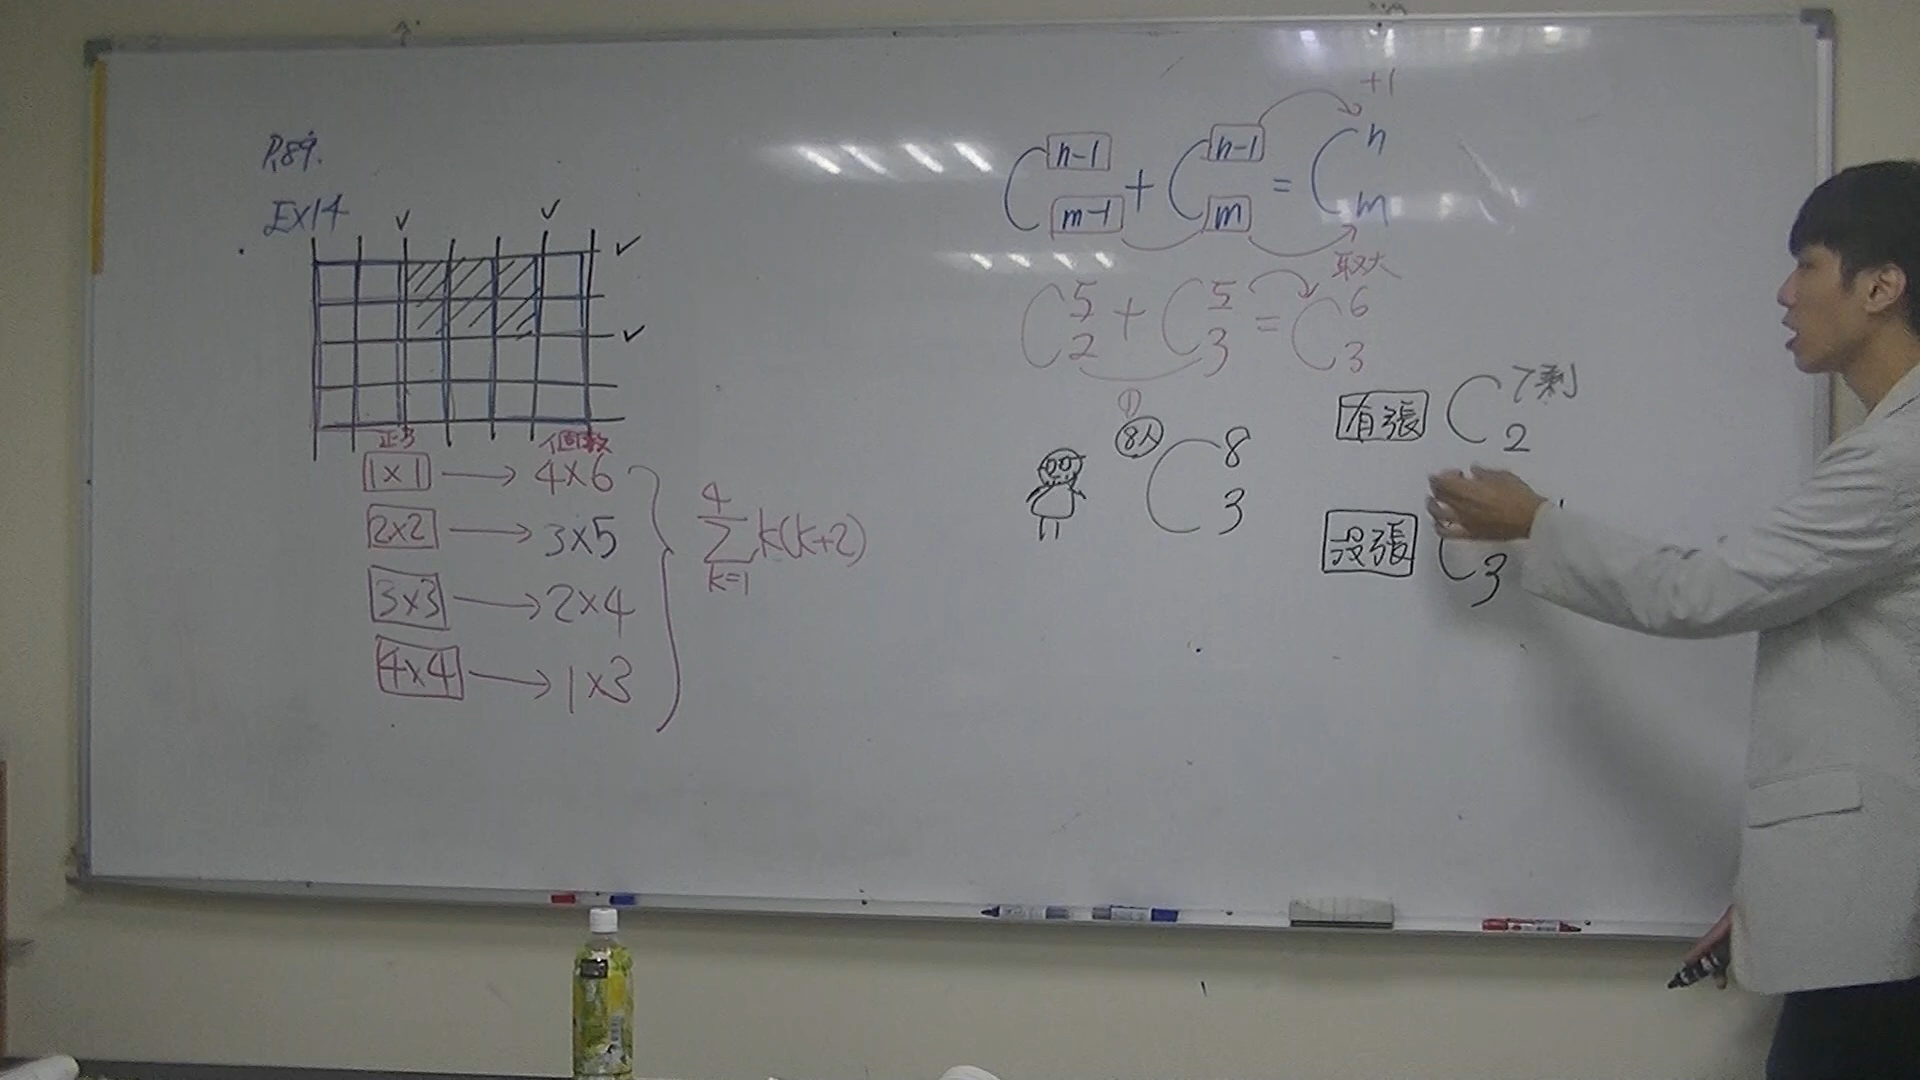 P.89.
EX14
正方 個數
1×1 → 4×6
2×2 → 3×5
3×3 → 2×4
4×4 → 1×3
4
∑ k(k+2)
k=1
+1
C n-1 m-1 + C n-1 m = C n m
取大
C 5 2 + C 5 3 = C 6 3
①
8人 C 8 3
有張 C 7剩 2
沒張 C 3